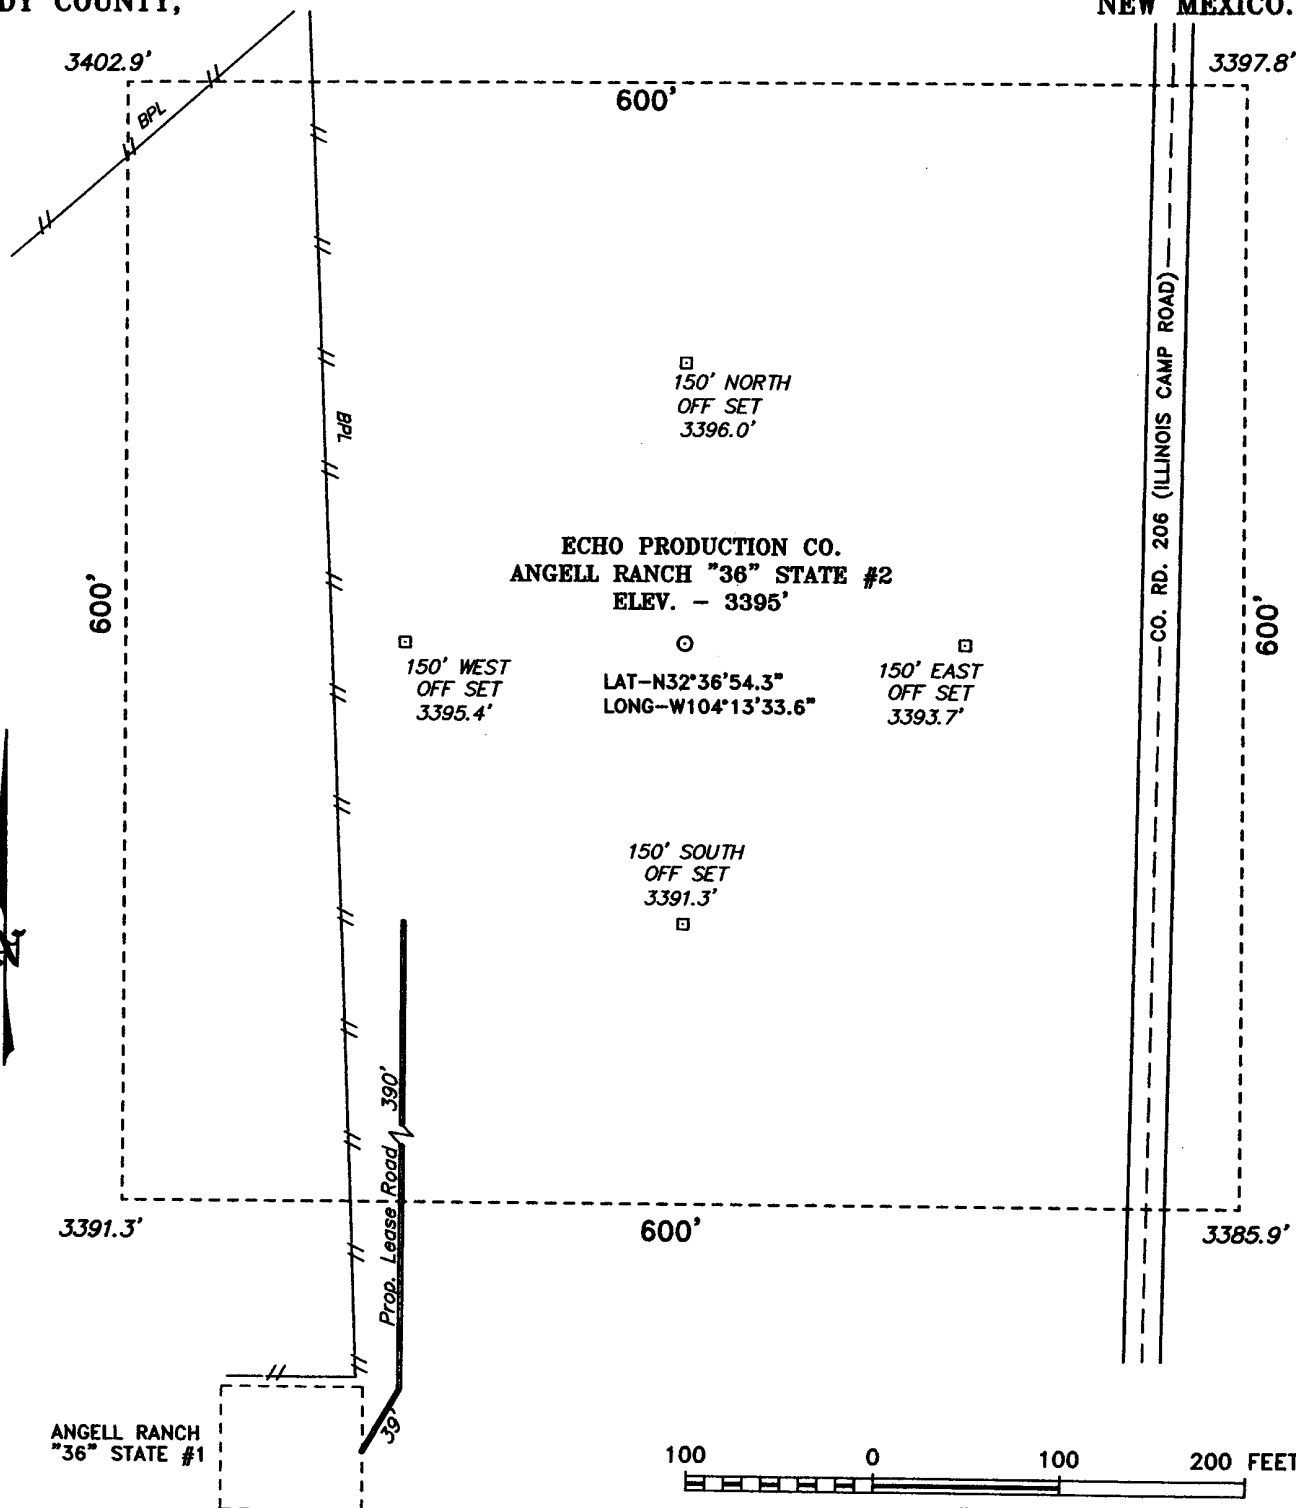 DY COUNTY,
NEW MEXICO.
3402.9'
3397.8'
600'
BPL
BPL
150' NORTH
OFF SET
3396.0'
CO. RD. 206 (ILLINOIS CAMP ROAD)
ECHO PRODUCTION CO.
ANGELL RANCH "36" STATE #2
ELEV. - 3395'
600'
600'
150' WEST
OFF SET
3395.4'
LAT-N32°36'54.3"
LONG-W104°13'33.6"
150' EAST
OFF SET
3393.7'
150' SOUTH
OFF SET
3391.3'
Prop. Lease Road 390'
3391.3'
600'
3385.9'
39'
ANGELL RANCH
"36" STATE #1
100 0 100 200 FEET